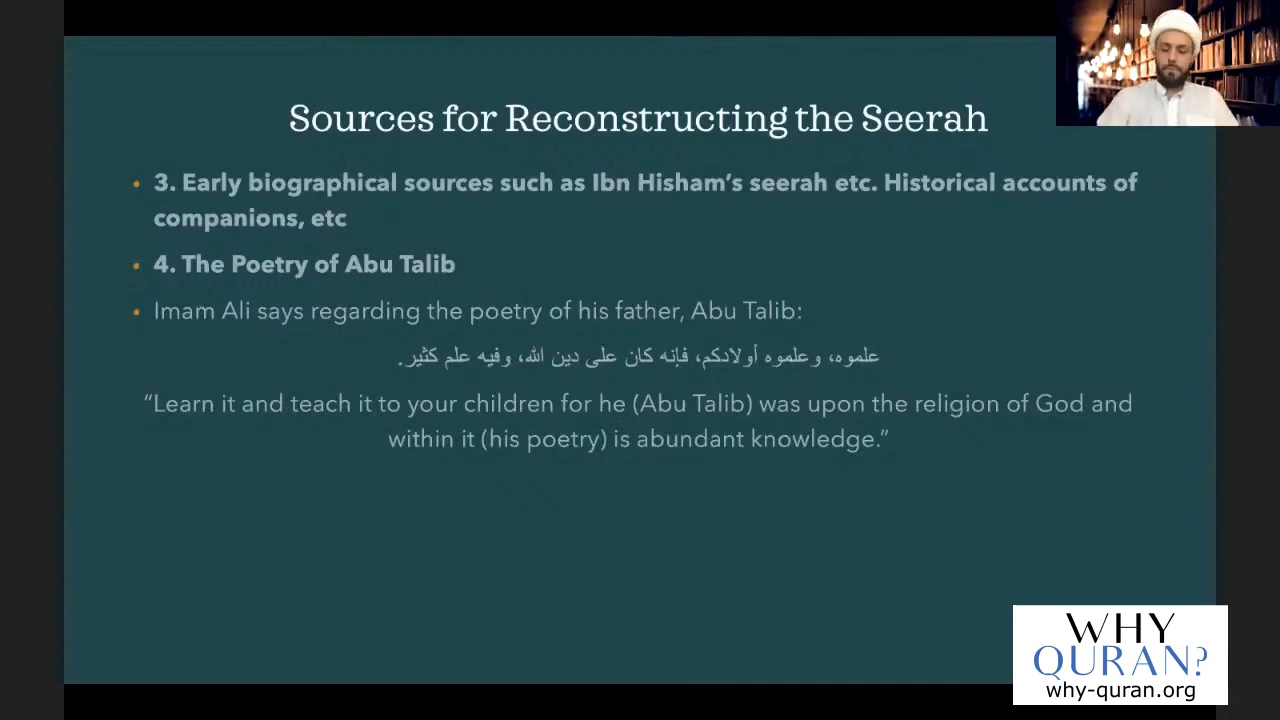 Sources for Reconstructing the Seerah
• 3. Early biographical sources such as Ibn Hisham’s seerah etc. Historical accounts of
companions, etc
• 4. The Poetry of Abu Talib
• Imam Ali says regarding the poetry of his father, Abu Talib:
علموه، وعلموه أولادكم، فإنه كان على دين الله، وفيه علم كثير.
“Learn it and teach it to your children for he (Abu Talib) was upon the religion of God and
within it (his poetry) is abundant knowledge.”
WHY
QURAN?
why-quran.org